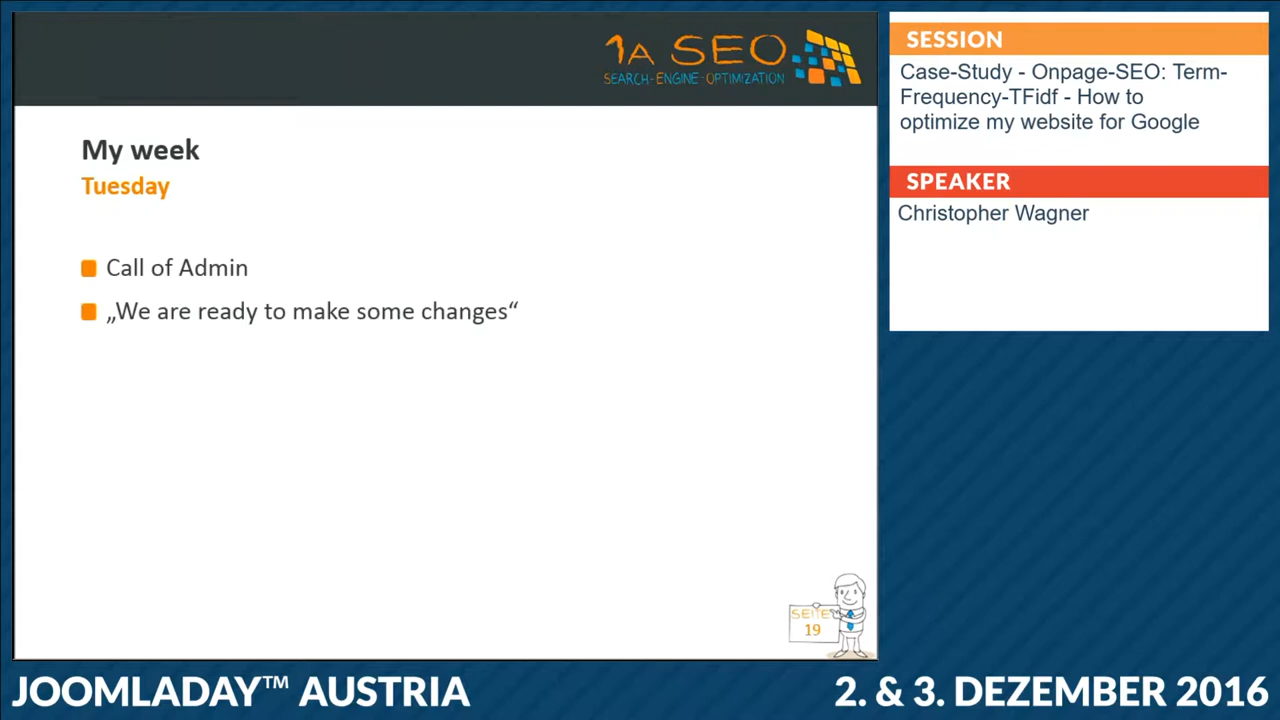 1A SEO
SEARCH-ENGINE-OPTIMIZATION
My week
Tuesday
Call of Admin
„We are ready to make some changes“
SEITE
19
SESSION
Case-Study - Onpage-SEO: Term-
Frequency-TFidf - How to
optimize my website for Google
SPEAKER
Christopher Wagner
JOOMLADAY™ AUSTRIA
2. & 3. DEZEMBER 2016